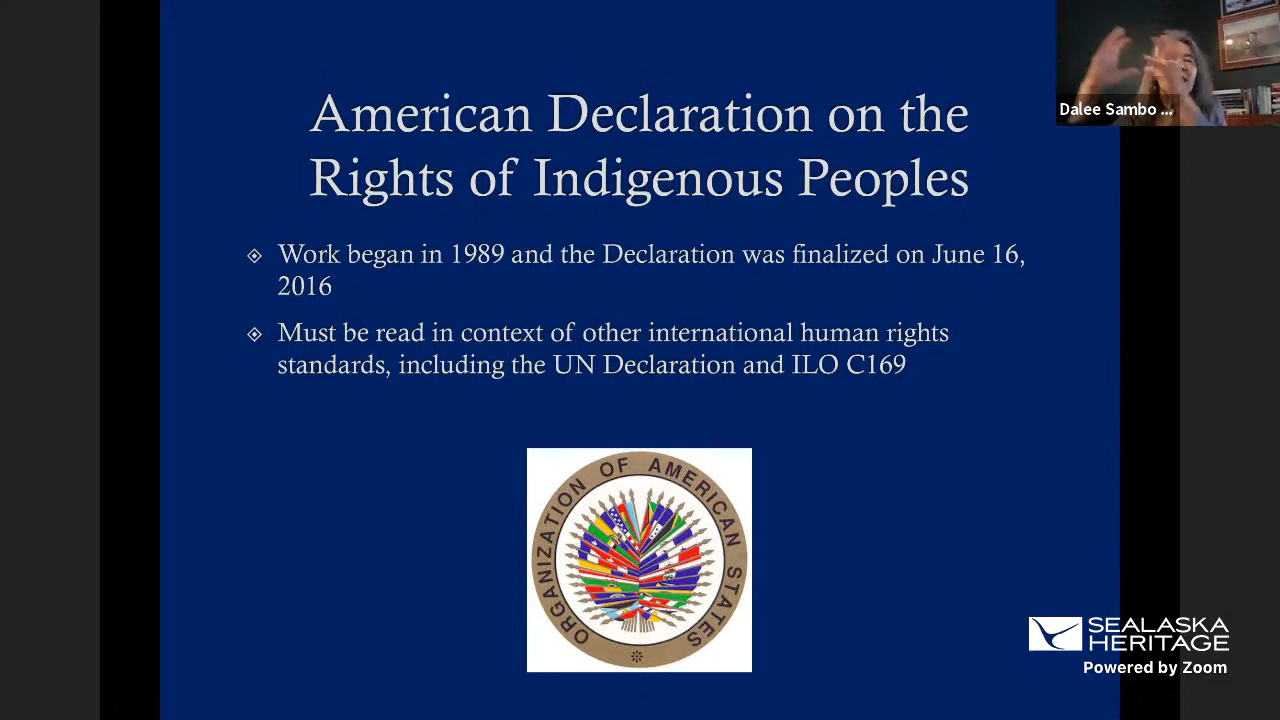 Dalee Sambo ...
American Declaration on the
Rights of Indigenous Peoples
Work began in 1989 and the Declaration was finalized on June 16,
2016
Must be read in context of other international human rights
standards, including the UN Declaration and ILO C169
ORGANIZATION OF AMERICAN STATES
SEALASKA
HERITAGE
Powered by Zoom